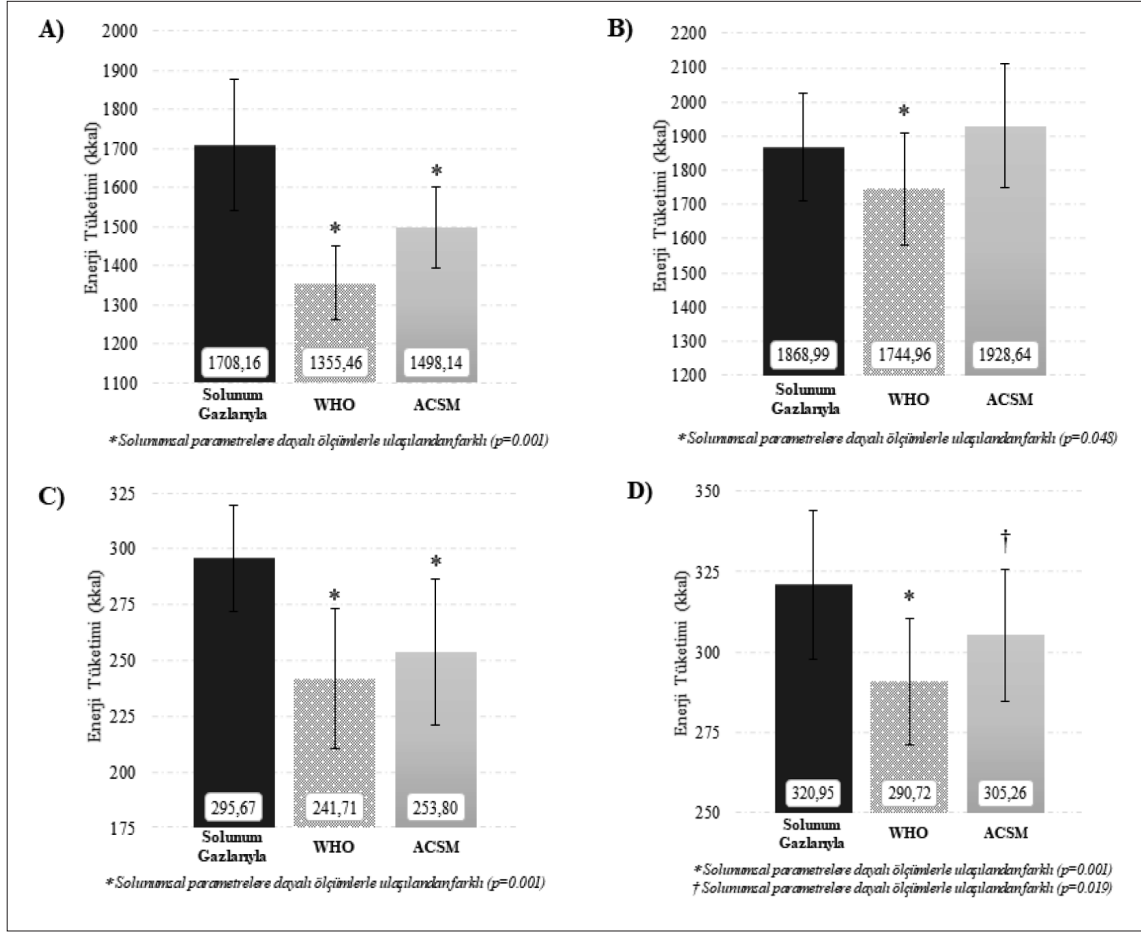 A)
2000
1900
1800
1700
1600
1500
1400
1300
1200
1100
Enerji Tüketimi (kkal)
*
*
1708,16
1355,46
1498,14
Solunum
Gazlarıyla
WHO
ACSM
*Solunumsal parametrelere dayalı ölçümlerle ulaşılandan farklı (p=0.001)
B)
2200
2100
2000
1900
1800
1700
1600
1500
1400
1300
1200
Enerji Tüketimi (kkal)
*
1868,99
1744,96
1928,64
Solunum
Gazlarıyla
WHO
ACSM
*Solunumsal parametrelere dayalı ölçümlerle ulaşılandan farklı (p=0.048)
C)
325
300
275
250
225
200
175
Enerji Tüketimi (kkal)
*
*
295,67
241,71
253,80
Solunum
Gazlarıyla
WHO
ACSM
*Solunumsal parametrelere dayalı ölçümlerle ulaşılandan farklı (p=0.001)
D)
350
325
300
275
250
Enerji Tüketimi (kkal)
*
†
320,95
290,72
305,26
Solunum
Gazlarıyla
WHO
ACSM
*Solunumsal parametrelere dayalı ölçümlerle ulaşılandan farklı (p=0.001)
†Solunumsal parametrelere dayalı ölçümlerle ulaşılandan farklı (p=0.019)